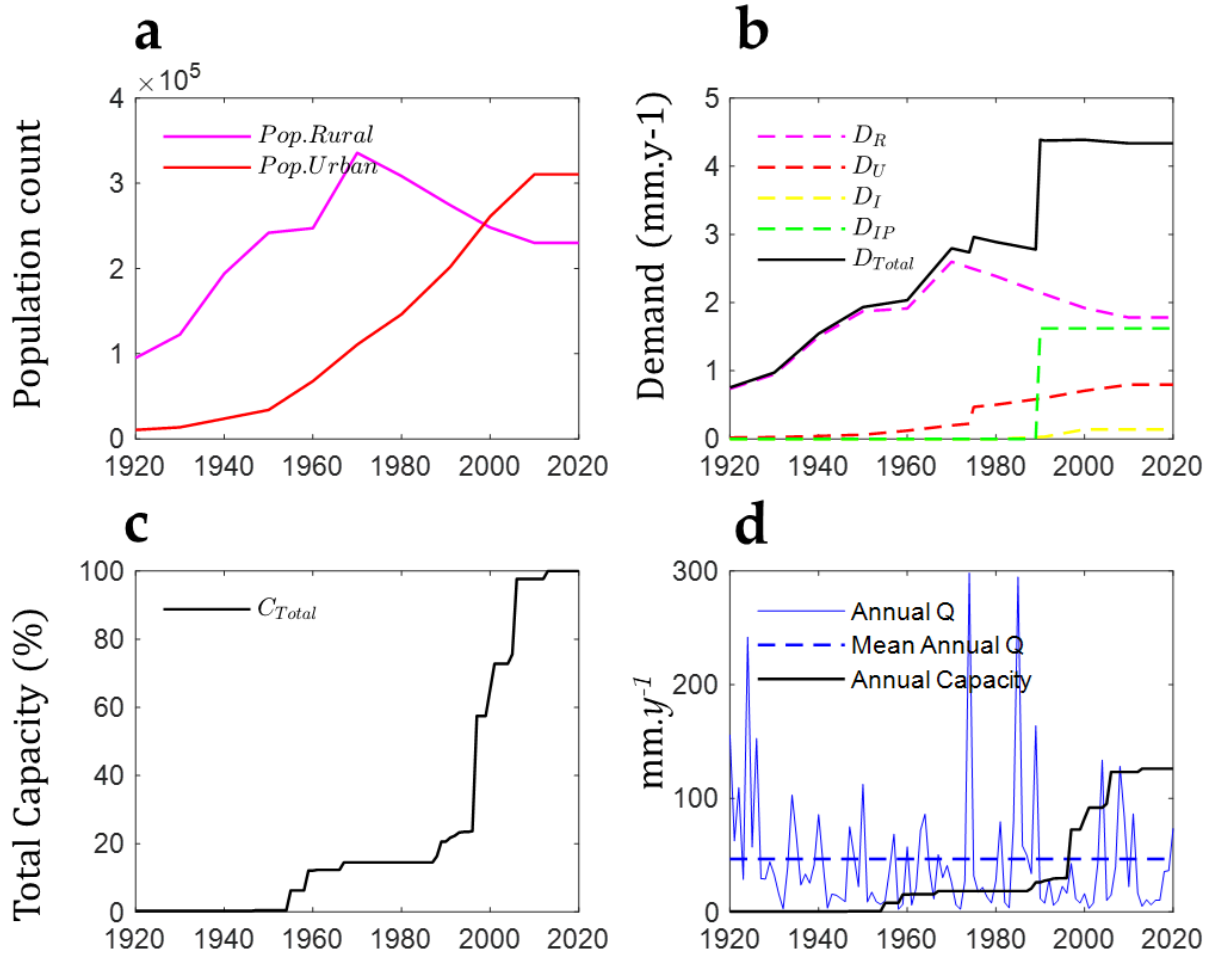 a
×10⁵
4
3
2
1
0
Population count
Pop.Rural
Pop.Urban
1920 1940 1960 1980 2000 2020
b
5
4
3
2
1
0
Demand (mm.y-1)
D_R
D_U
D_I
D_IP
D_Total
1920 1940 1960 1980 2000 2020
c
100
80
60
40
20
0
Total Capacity (%)
C_Total
1920 1940 1960 1980 2000 2020
d
300
200
100
0
mm.y⁻¹
Annual Q
Mean Annual Q
Annual Capacity
1920 1940 1960 1980 2000 2020